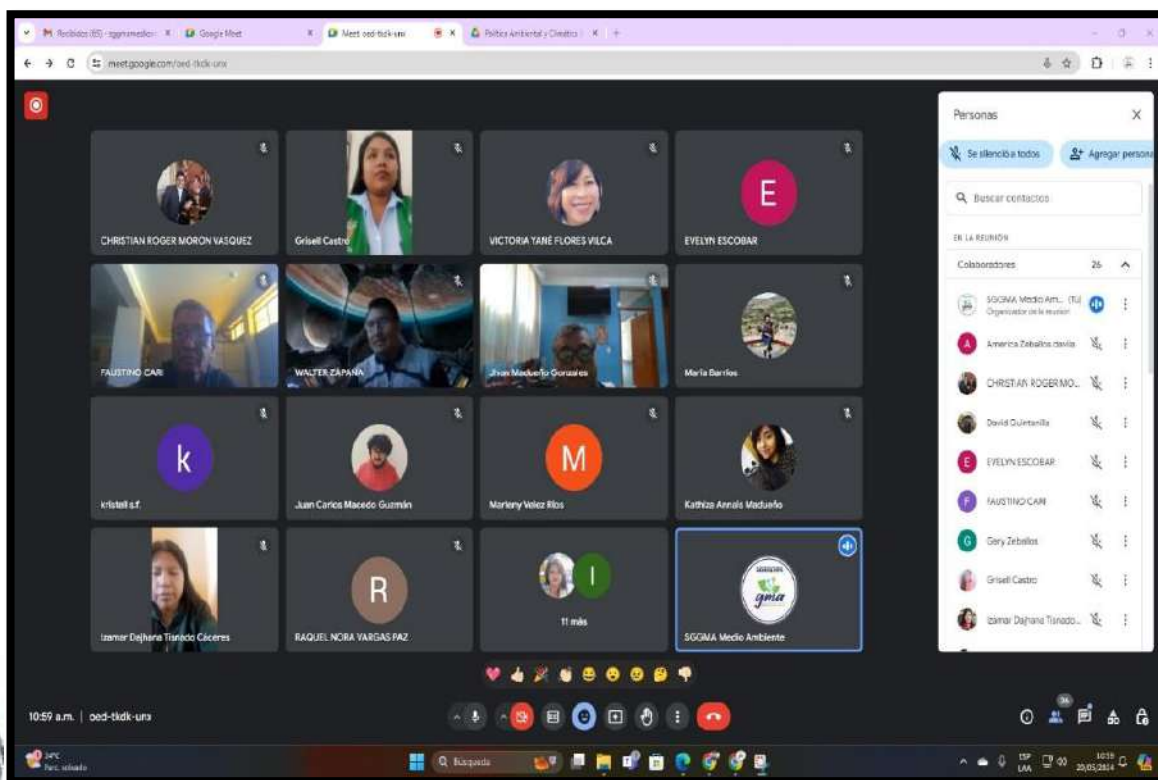 Recibidos (65)
Google Meet
Meet: oed-tkdk-unx
Política Ambiental y Climática
meet.google.com/oed-tkdk-unx
CHRISTIAN ROGER MORON VASQUEZ
Grisell Castro
VICTORIA YANÉ FLORES VILCA
E
EVELYN ESCOBAR
FAUSTINO CARI
WALTER ZAPANA
Madueño Gonzales
María Barrios
k
kristell s.f.
Juan Carlos Macedo Guzmán
M
Marleny Velez Rios
Kathiza Annais Madueño
Izamar Dejhana Tisnado Cáceres
R
RAQUEL NORA VARGAS PAZ
I
11 más
gma
SGGMA Medio Ambiente
Personas
Se silenció a todos
Agregar persona
Buscar contactos
EN LA REUNIÓN
Colaboradores 26
SGGMA Medio Am... (Tú)
Organizador de la reunión
A America Zeballos davila
CHRISTIAN ROGER MO...
David Quintanilla
E EVELYN ESCOBAR
F FAUSTINO CARI
G Gery Zeballos
Grisell Castro
Izamar Dejhana Tisnado...
10:59 a.m. | oed-tkdk-unx
24°C
Parc. soleado
Búsqueda
ESP
LAA
10:59
20/05/2024